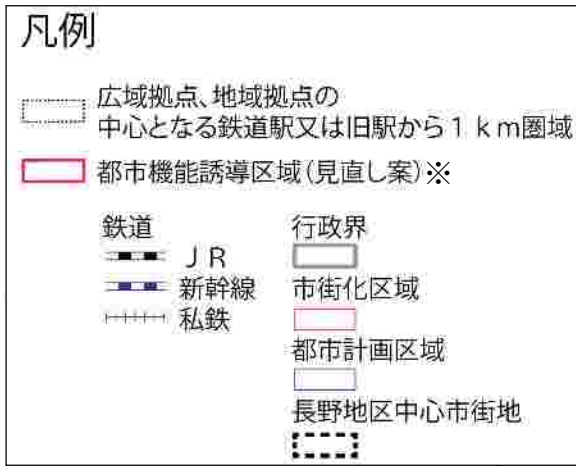 凡例
広域拠点、地域拠点の
中心となる鉄道駅又は旧駅から1km圏域
都市機能誘導区域(見直し案)※
鉄道
JR
新幹線
私鉄
行政界
市街化区域
都市計画区域
長野地区中心市街地